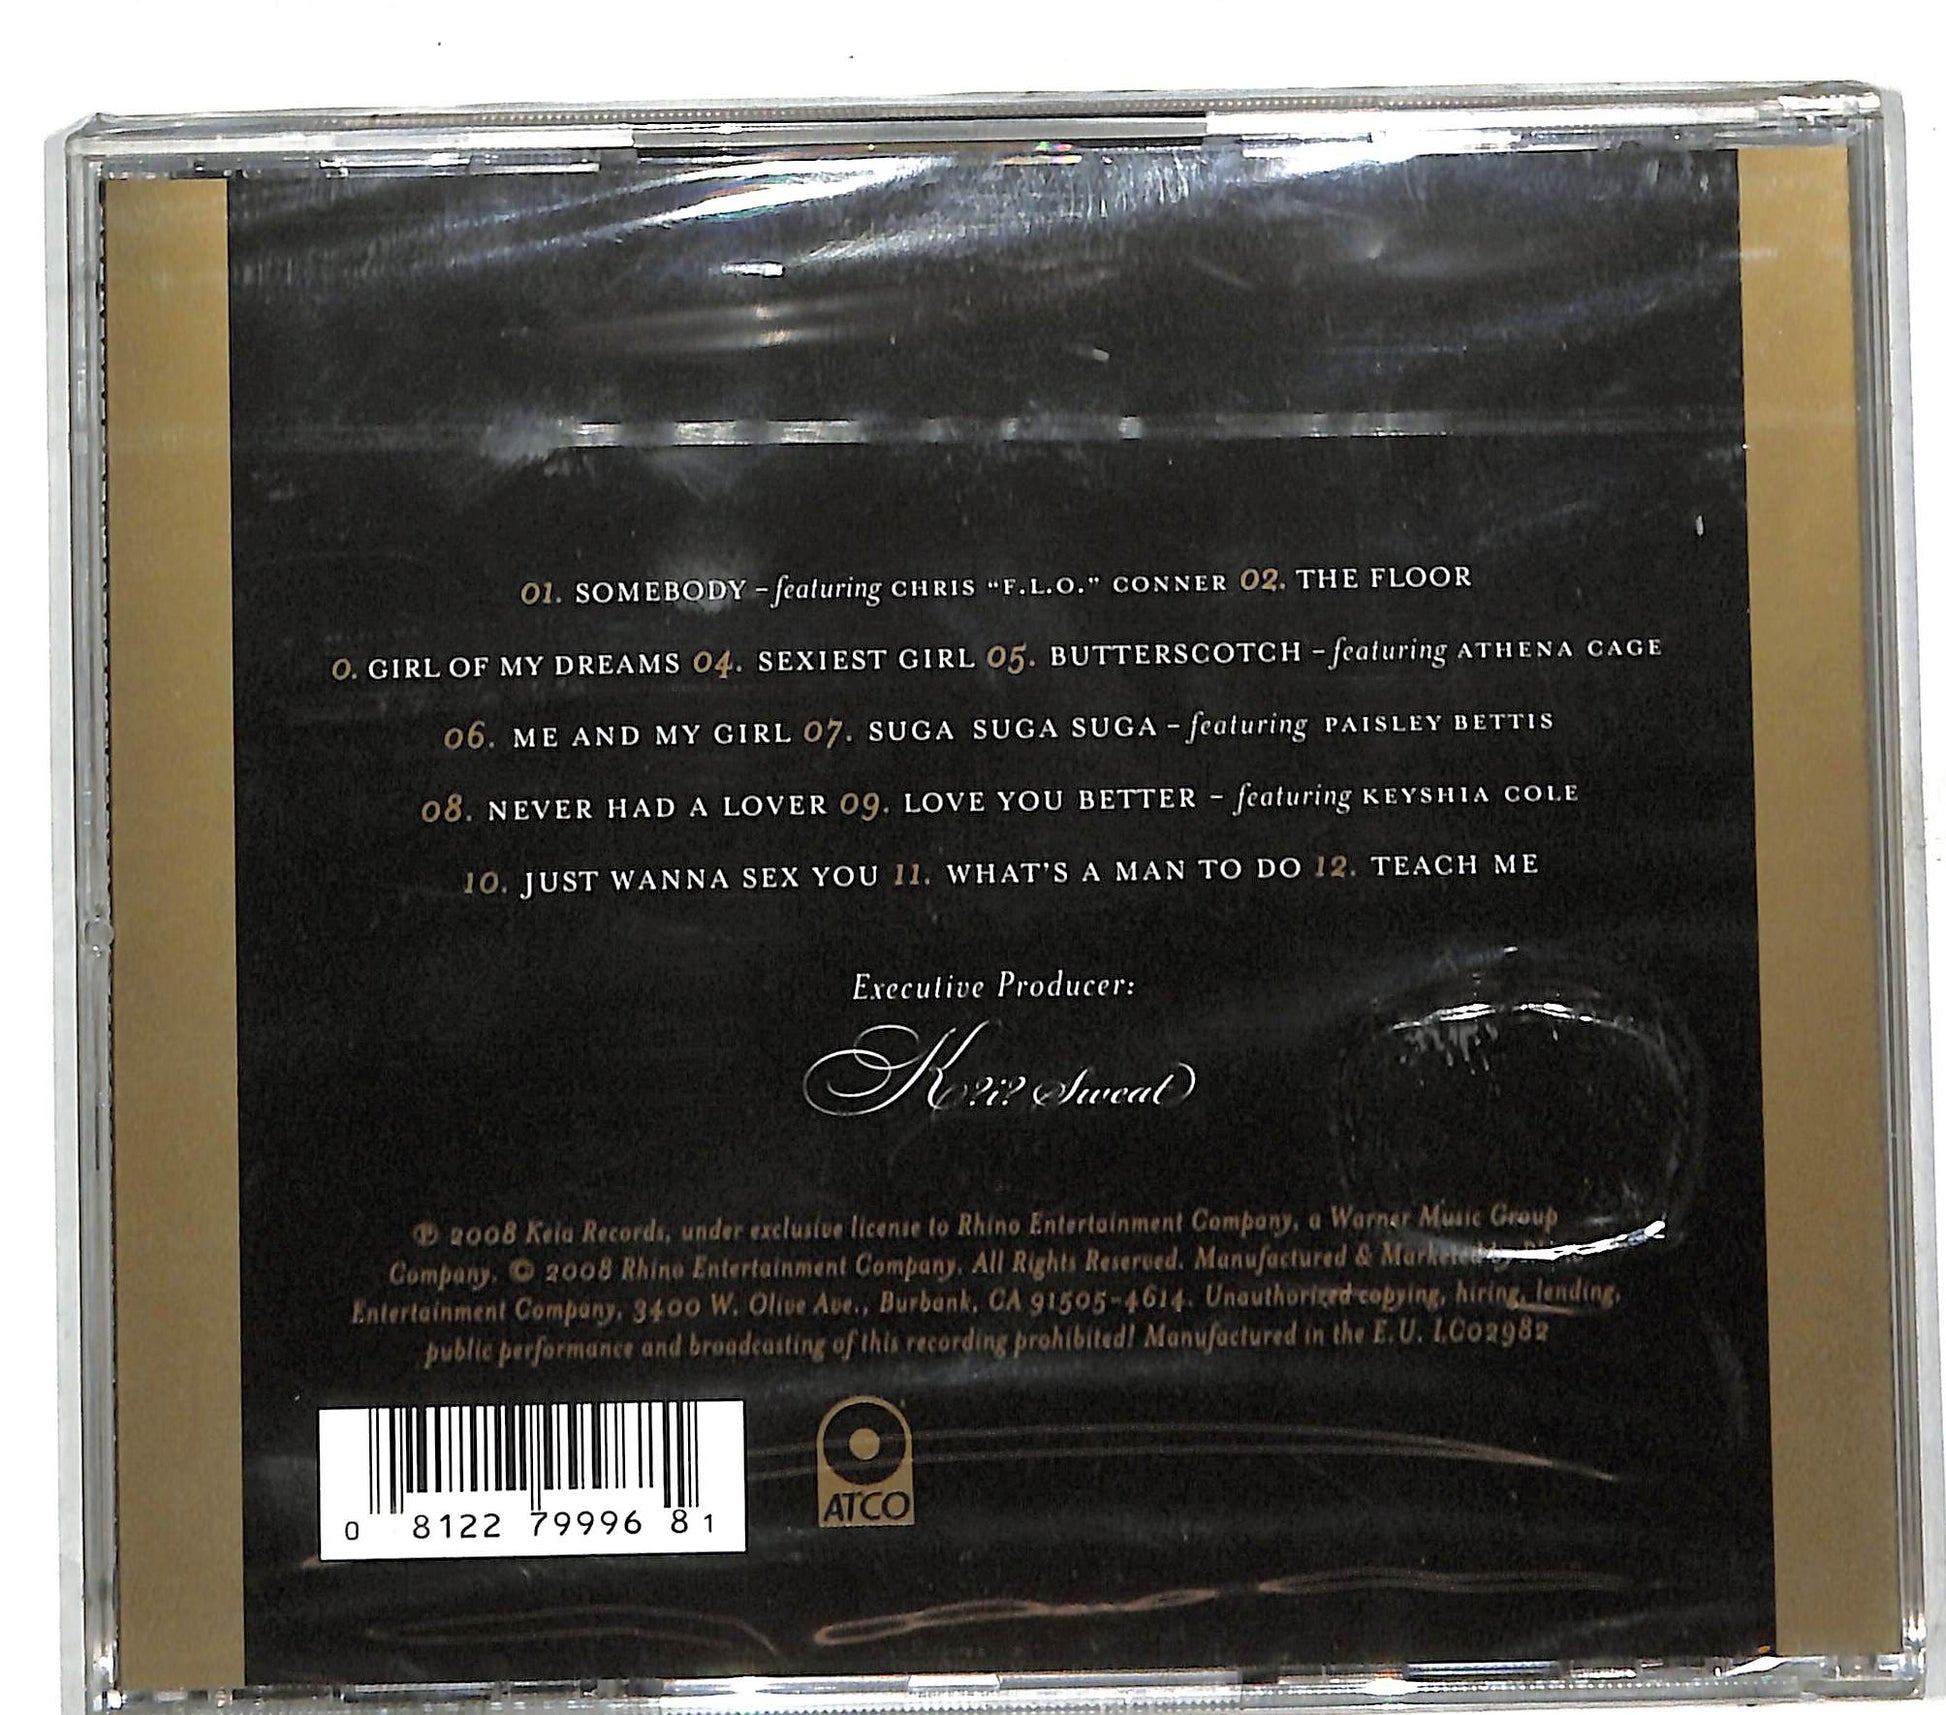 01. SOMEBODY – featuring CHRIS “F.L.O.” CONNER 02. THE FLOOR
0. GIRL OF MY DREAMS 04. SEXIEST GIRL 05. BUTTERSCOTCH – featuring ATHENA CAGE
06. ME AND MY GIRL 07. SUGA SUGA SUGA – featuring PAISLEY BETTIS
08. NEVER HAD A LOVER 09. LOVE YOU BETTER – featuring KEYSHIA COLE
10. JUST WANNA SEX YOU 11. WHAT'S A MAN TO DO 12. TEACH ME
Executive Producer:
K?i? Sweat
℗ 2008 Keia Records, under exclusive license to Rhino Entertainment Company, a Warner Music Group
Company. © 2008 Rhino Entertainment Company. All Rights Reserved. Manufactured & Marketed by
Entertainment Company, 3400 W. Olive Ave., Burbank, CA 91505-4614. Unauthorized copying, hiring, lending,
public performance and broadcasting of this recording prohibited! Manufactured in the E.U. LC02982
0 8122 79996 8 1
ATCO